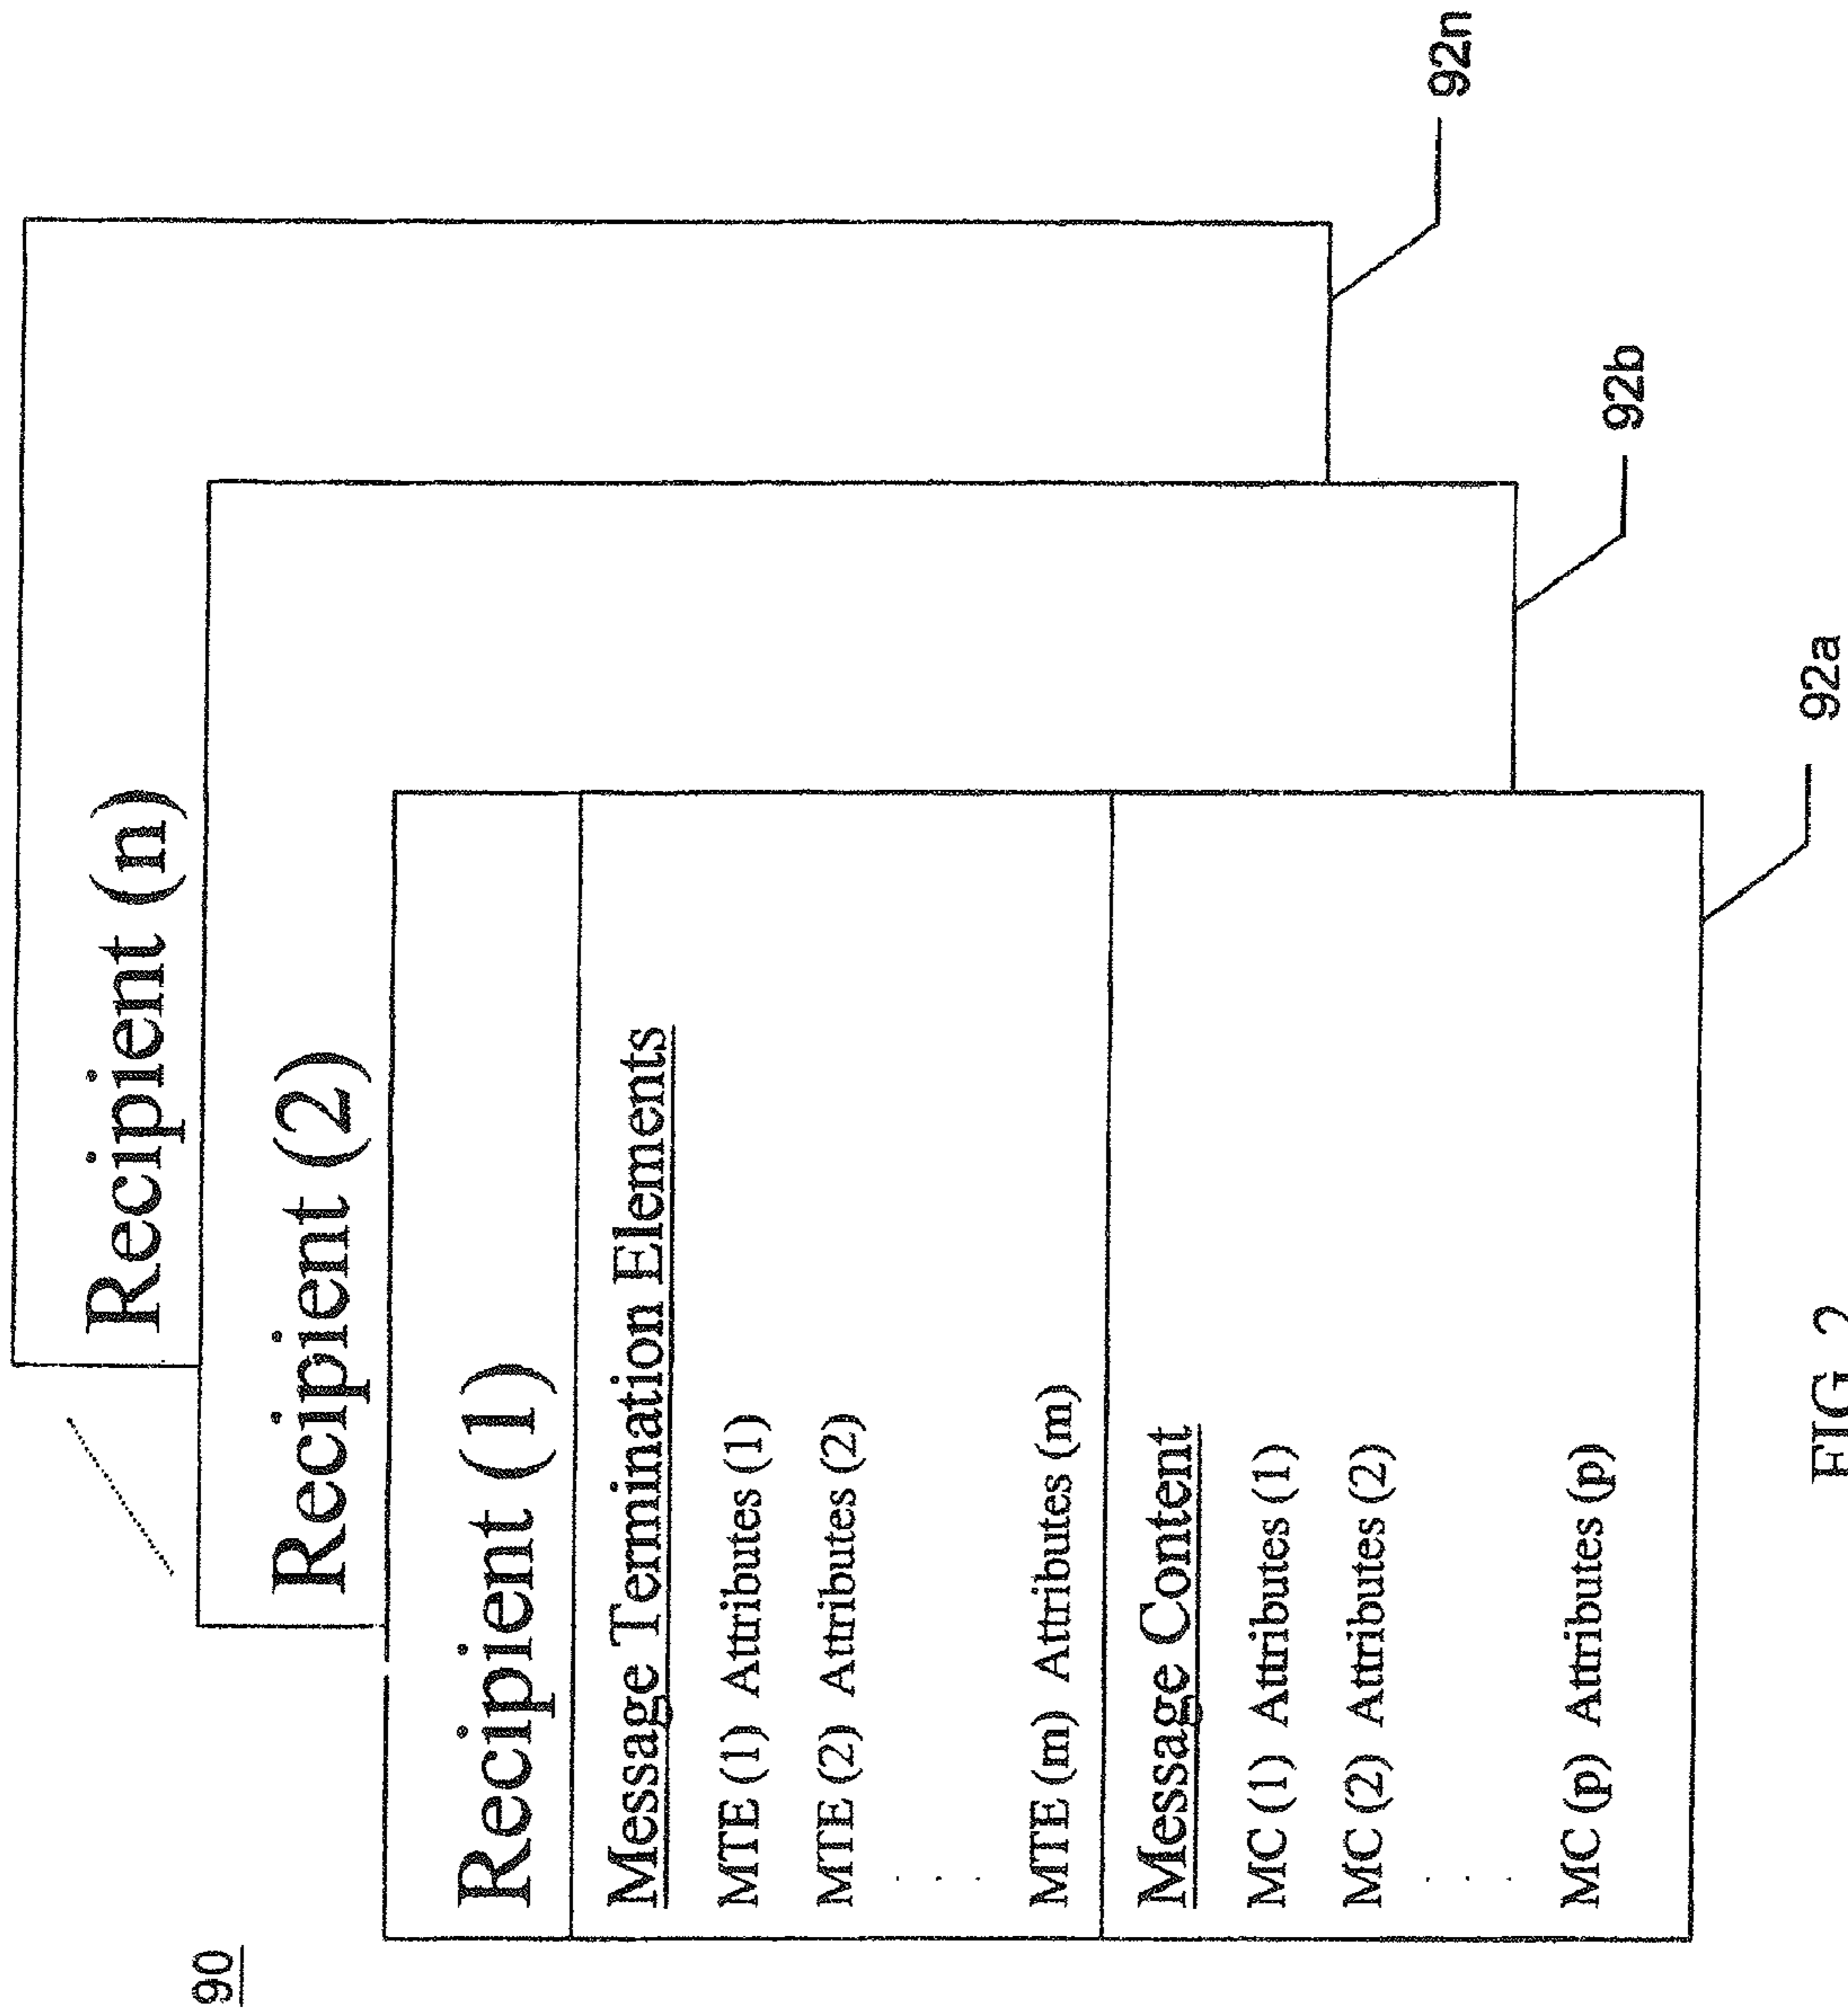 90
Recipient (n)
Recipient (2)
Recipient (1)
Message Termination Elements
MTE (1) Attributes (1)
MTE (2) Attributes (2)
. . .
MTE (m) Attributes (m)
Message Content
MC (1) Attributes (1)
MC (2) Attributes (2)
. . .
MC (p) Attributes (p)
92n
92b
92a
FIG. 2